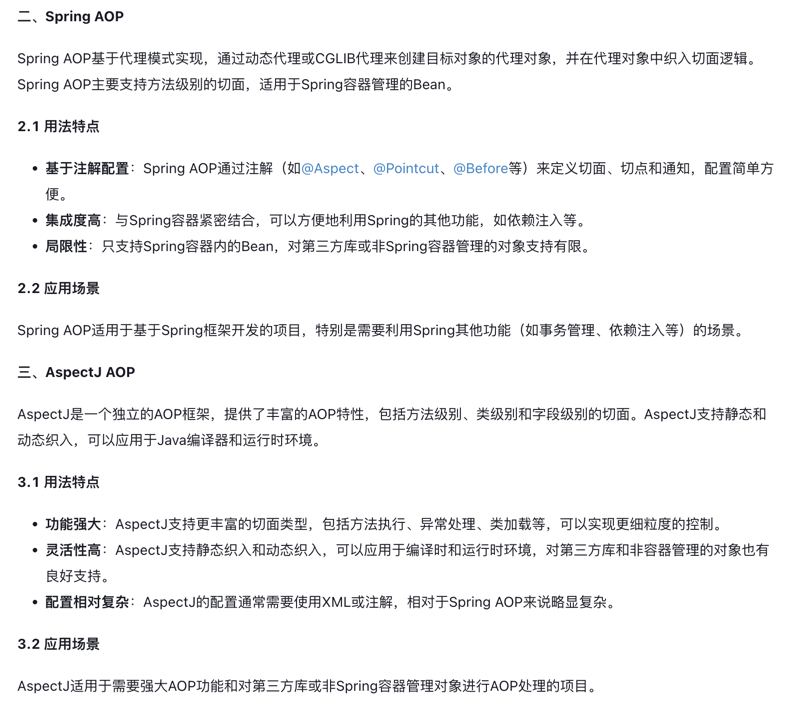 二、Spring AOP
Spring AOP基于代理模式实现，通过动态代理或CGLIB代理来创建目标对象的代理对象，并在代理对象中织入切面逻辑。
Spring AOP主要支持方法级别的切面，适用于Spring容器管理的Bean。
2.1 用法特点
• 基于注解配置：Spring AOP通过注解（如@Aspect、@Pointcut、@Before等）来定义切面、切点和通知，配置简单方
便。
• 集成度高：与Spring容器紧密结合，可以方便地利用Spring的其他功能，如依赖注入等。
• 局限性：只支持Spring容器内的Bean，对第三方库或非Spring容器管理的对象支持有限。
2.2 应用场景
Spring AOP适用于基于Spring框架开发的项目，特别是需要利用Spring其他功能（如事务管理、依赖注入等）的场景。
三、AspectJ AOP
AspectJ是一个独立的AOP框架，提供了丰富的AOP特性，包括方法级别、类级别和字段级别的切面。AspectJ支持静态和
动态织入，可以应用于Java编译器和运行时环境。
3.1 用法特点
• 功能强大：AspectJ支持更丰富的切面类型，包括方法执行、异常处理、类加载等，可以实现更细粒度的控制。
• 灵活性高：AspectJ支持静态织入和动态织入，可以应用于编译时和运行时环境，对第三方库和非容器管理的对象也有
良好支持。
• 配置相对复杂：AspectJ的配置通常需要使用XML或注解，相对于Spring AOP来说略显复杂。
3.2 应用场景
AspectJ适用于需要强大AOP功能和对第三方库或非Spring容器管理对象进行AOP处理的项目。